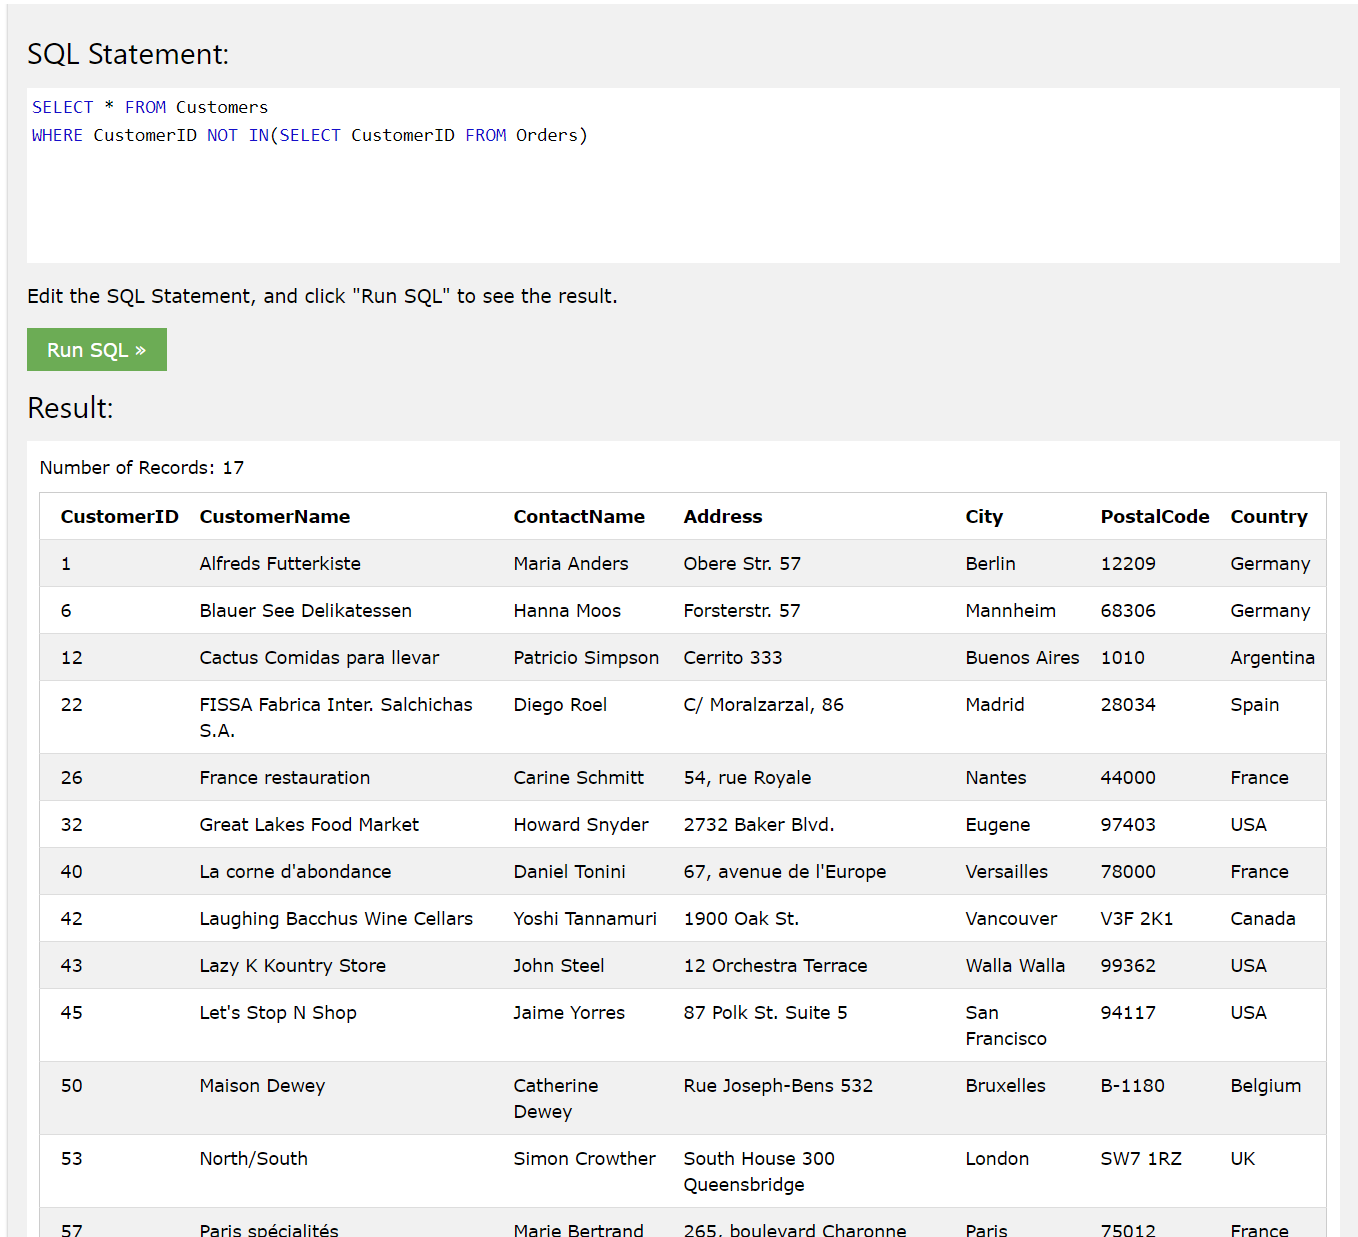 SQL Statement:
SELECT * FROM Customers
WHERE CustomerID NOT IN(SELECT CustomerID FROM Orders)
Edit the SQL Statement, and click "Run SQL" to see the result.
Run SQL »
Result:
Number of Records: 17
CustomerID CustomerName ContactName Address City PostalCode Country
1 Alfreds Futterkiste Maria Anders Obere Str. 57 Berlin 12209 Germany
6 Blauer See Delikatessen Hanna Moos Forsterstr. 57 Mannheim 68306 Germany
12 Cactus Comidas para llevar Patricio Simpson Cerrito 333 Buenos Aires 1010 Argentina
22 FISSA Fabrica Inter. Salchichas Diego Roel C/ Moralzarzal, 86 Madrid 28034 Spain
S.A.
26 France restauration Carine Schmitt 54, rue Royale Nantes 44000 France
32 Great Lakes Food Market Howard Snyder 2732 Baker Blvd. Eugene 97403 USA
40 La corne d'abondance Daniel Tonini 67, avenue de l'Europe Versailles 78000 France
42 Laughing Bacchus Wine Cellars Yoshi Tannamuri 1900 Oak St. Vancouver V3F 2K1 Canada
43 Lazy K Kountry Store John Steel 12 Orchestra Terrace Walla Walla 99362 USA
45 Let's Stop N Shop Jaime Yorres 87 Polk St. Suite 5 San 94117 USA
Francisco
50 Maison Dewey Catherine Rue Joseph-Bens 532 Bruxelles B-1180 Belgium
Dewey
53 North/South Simon Crowther South House 300 London SW7 1RZ UK
Queensbridge
57 Paris spécialités Marie Bertrand 265, boulevard Charonne Paris 75012 France